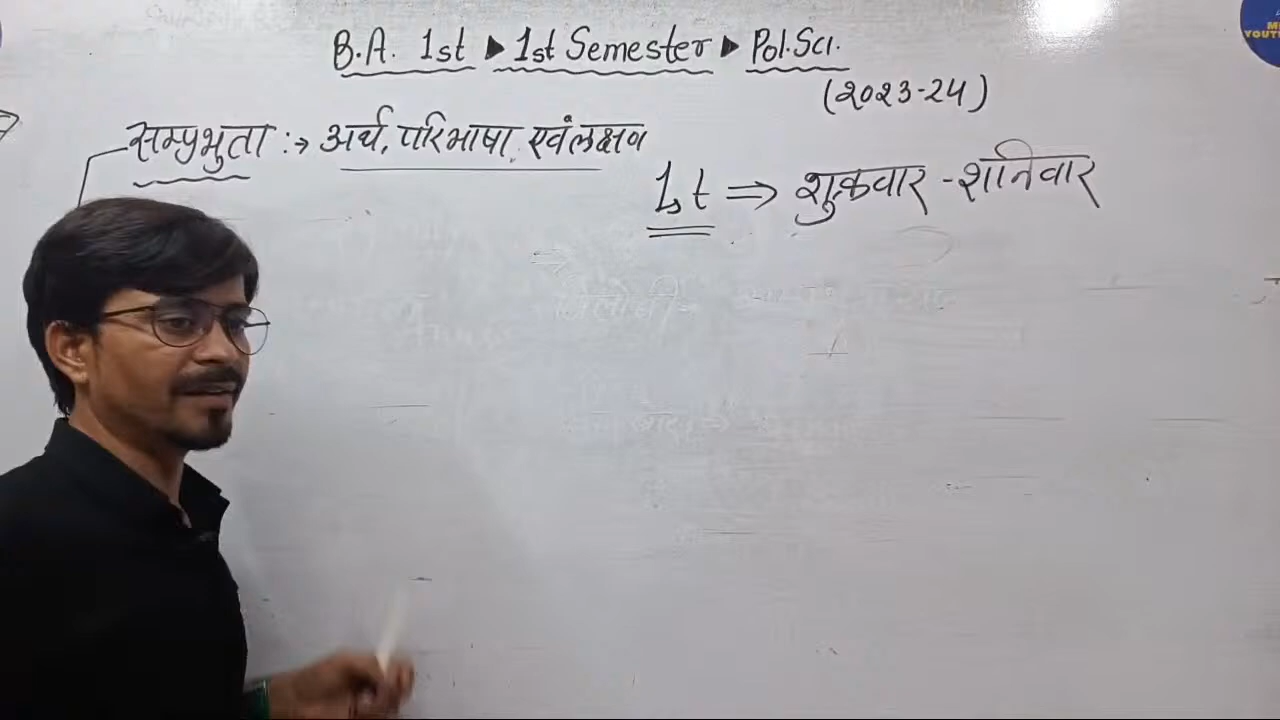 B.A. 1st ▶ 1st Semester ▶ Pol.Sci.
(2023-24)
सम्प्रभुता :→ अर्थ, परिभाषा एवं लक्षण
1st ⇒ शुक्रवार - शनिवार